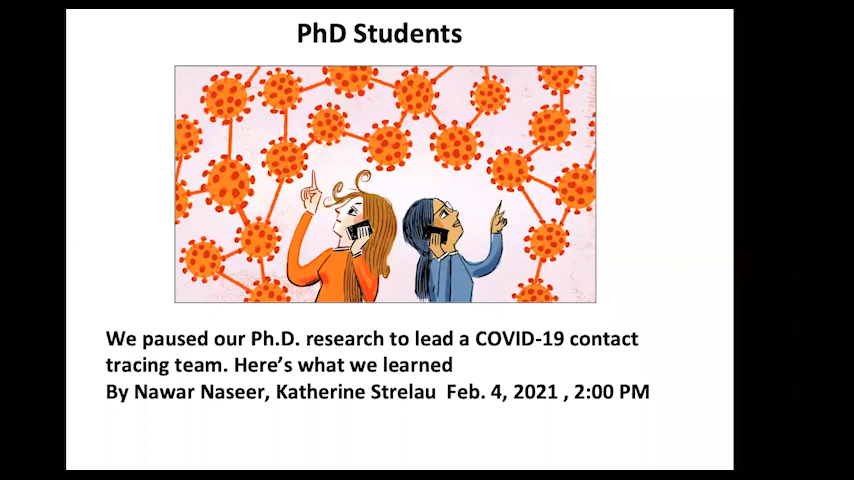 PhD Students
We paused our Ph.D. research to lead a COVID-19 contact
tracing team. Here’s what we learned
By Nawar Naseer, Katherine Strelau  Feb. 4, 2021 , 2:00 PM